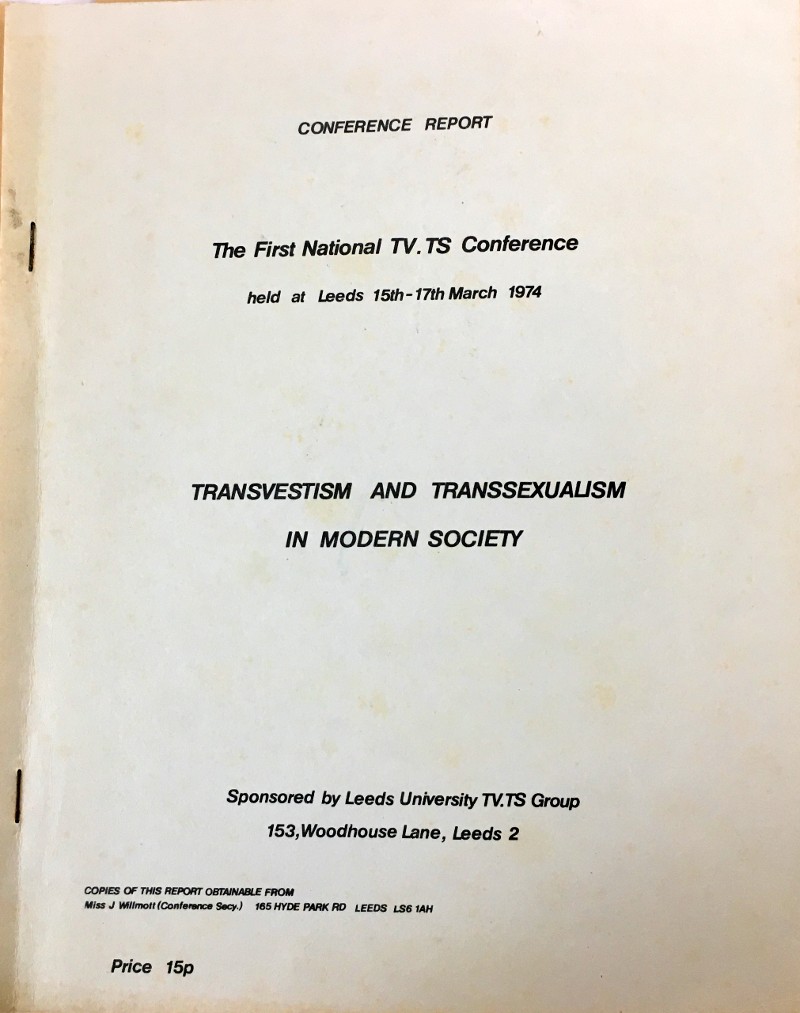 CONFERENCE REPORT
The First National TV.TS Conference
held at Leeds 15th-17th March 1974
TRANSVESTISM AND TRANSSEXUALISM
IN MODERN SOCIETY
Sponsored by Leeds University TV.TS Group
153,Woodhouse Lane, Leeds 2
COPIES OF THIS REPORT OBTAINABLE FROM
Miss J Willmott (Conference Secy.) 165 HYDE PARK RD LEEDS LS6 1AH
Price 15p